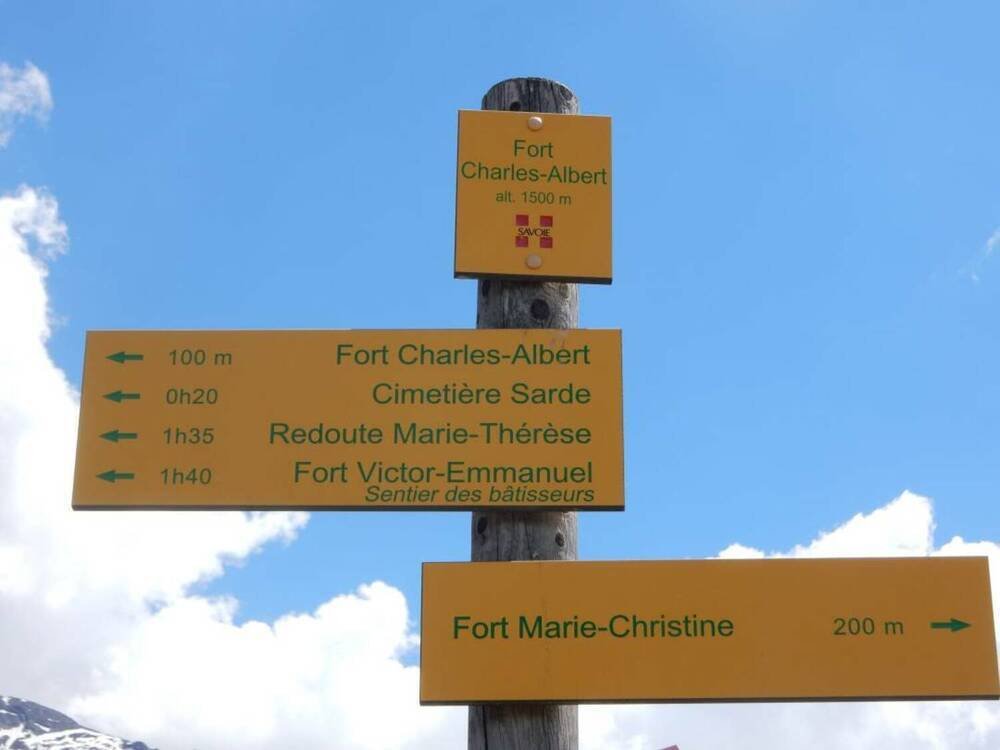 Fort
Charles-Albert
alt. 1500 m
SAVOIE
100 m Fort Charles-Albert
0h20 Cimetière Sarde
1h35 Redoute Marie-Thérèse
1h40 Fort Victor-Emmanuel
Sentier des bâtisseurs
Fort Marie-Christine 200 m